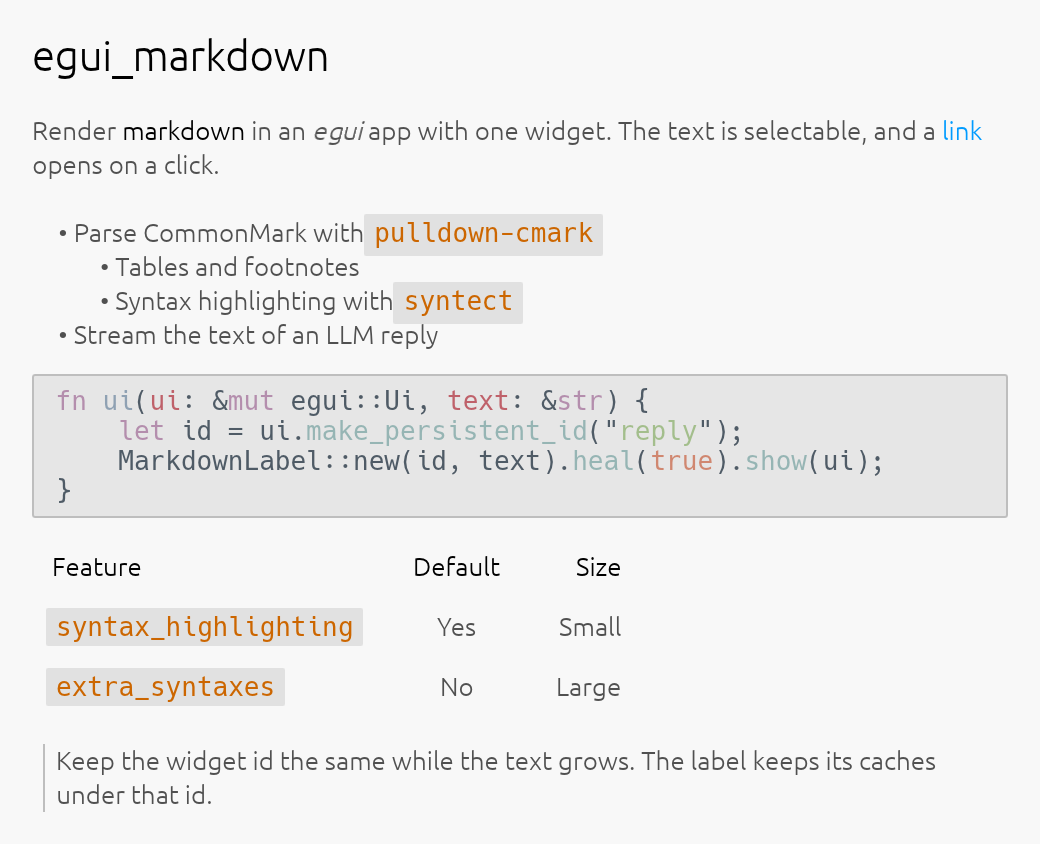 egui_markdown
Render markdown in an egui app with one widget. The text is selectable, and a link
opens on a click.
• Parse CommonMark with pulldown-cmark
• Tables and footnotes
• Syntax highlighting with syntect
• Stream the text of an LLM reply
fn ui(ui: &mut egui::Ui, text: &str) {
    let id = ui.make_persistent_id("reply");
    MarkdownLabel::new(id, text).heal(true).show(ui);
}
Feature Default Size
syntax_highlighting Yes Small
extra_syntaxes No Large
Keep the widget id the same while the text grows. The label keeps its caches
under that id.